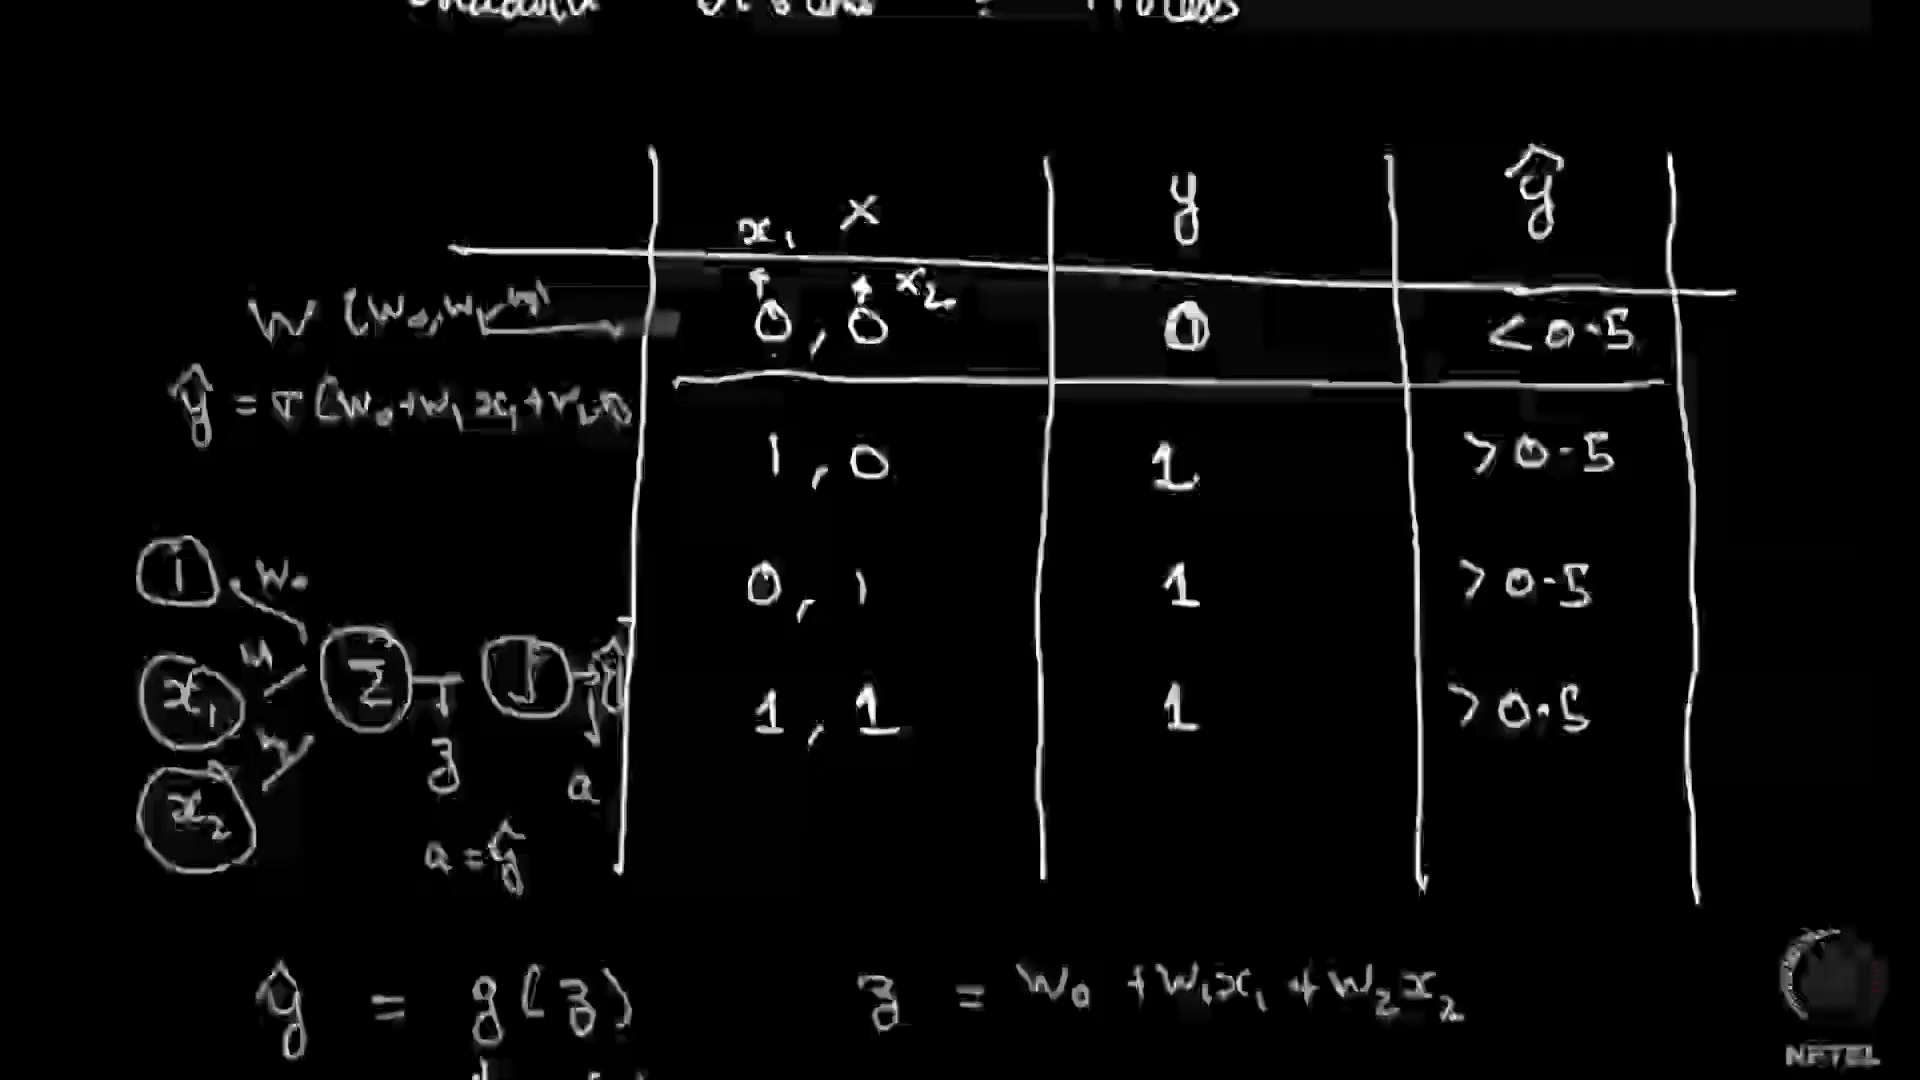 Process
x₁ x y ŷ
x₂
W (w₀, w₁, w₂) 0, 0 0 <0.5
ŷ = σ(w₀+w₁x₁+w₂x₂)
1, 0 1 >0.5
1 w₀ 0, 1 1 >0.5
x₁ w₁ Σ ʃ ŷ 1, 1 1 >0.5
w₂ z a
x₂
a = ŷ
ŷ = g(z) z = w₀ + w₁x₁ + w₂x₂
NPTEL